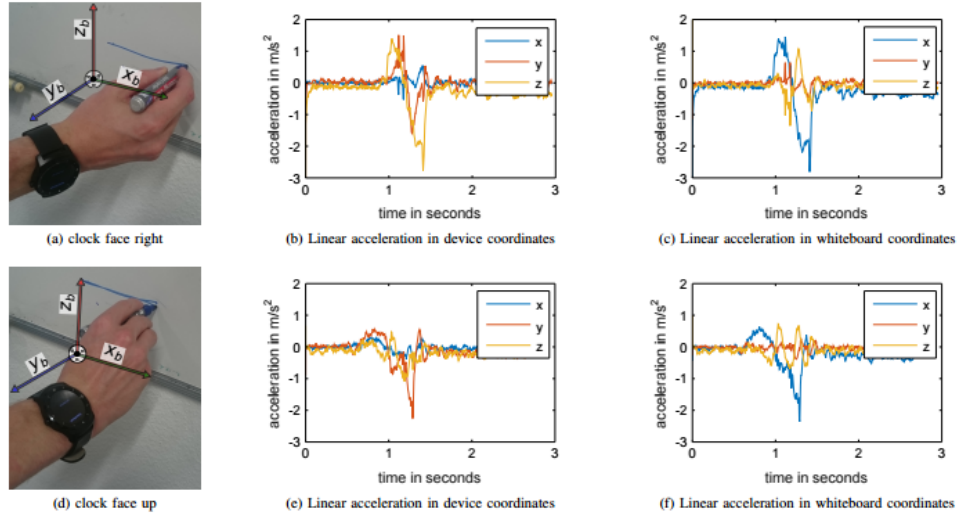 z_b
x_b
y_b
(a) clock face right
acceleration in m/s²
2
1
0
-1
-2
-3
0
1
2
3
x
y
z
time in seconds
(b) Linear acceleration in device coordinates
acceleration in m/s²
2
1
0
-1
-2
-3
0
1
2
3
x
y
z
time in seconds
(c) Linear acceleration in whiteboard coordinates
z_b
x_b
y_b
(d) clock face up
acceleration in m/s²
2
1
0
-1
-2
-3
0
1
2
3
x
y
z
time in seconds
(e) Linear acceleration in device coordinates
acceleration in m/s²
2
1
0
-1
-2
-3
0
1
2
3
x
y
z
time in seconds
(f) Linear acceleration in whiteboard coordinates